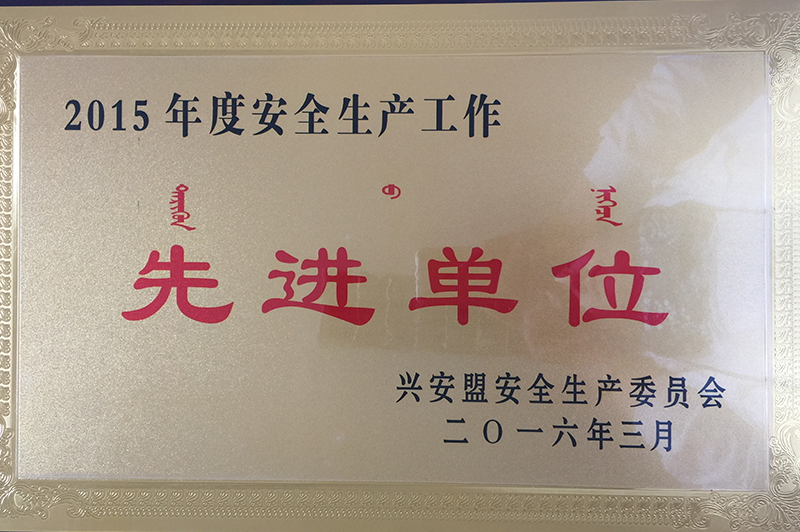 2015年度安全生产工作
先进单位
兴安盟安全生产委员会
二〇一六年三月